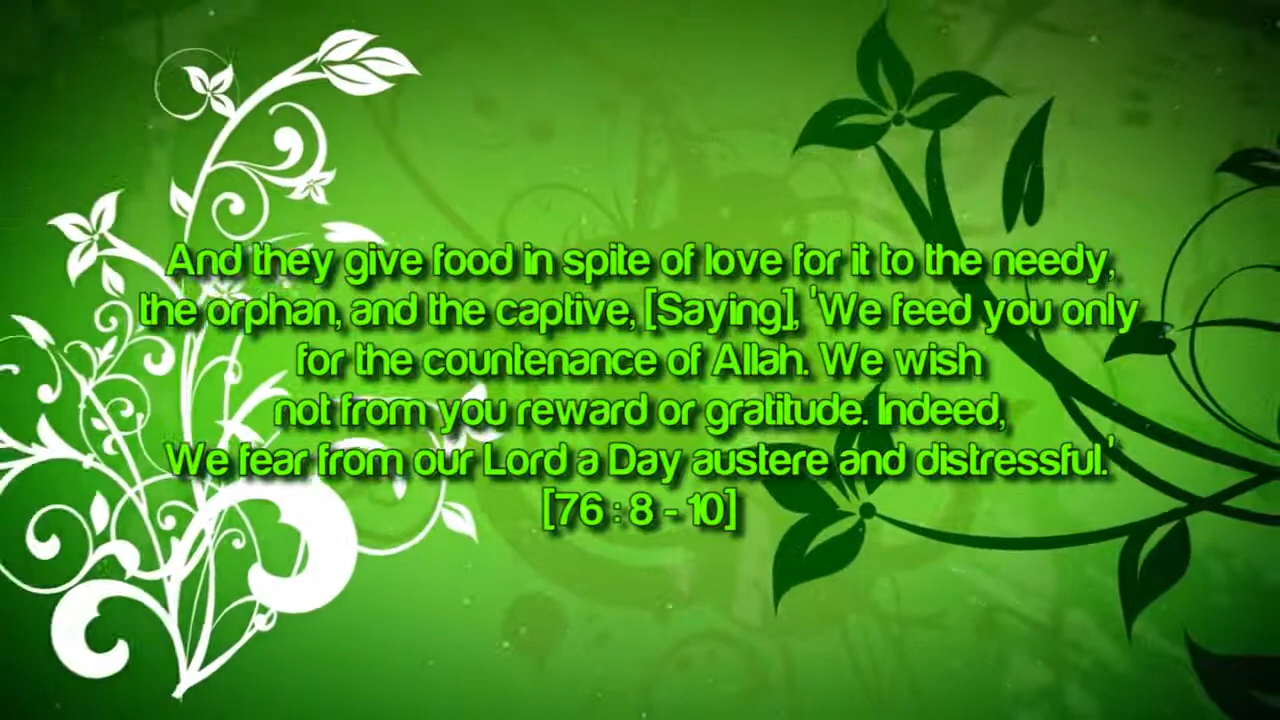 And they give food in spite of love for it to the needy,
the orphan, and the captive, [Saying], 'We feed you only
for the countenance of Allah. We wish
not from you reward or gratitude. Indeed,
We fear from our Lord a Day austere and distressful.'
[76 : 8 - 10]